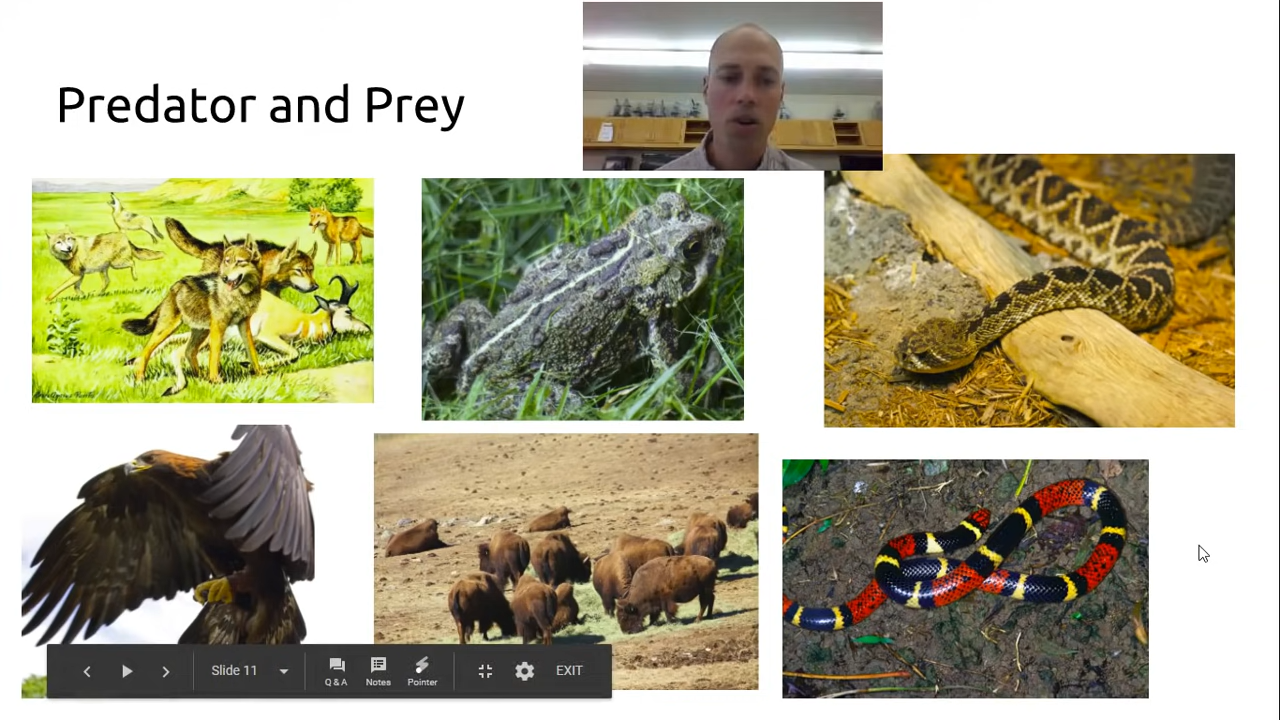 Predator and Prey
Slide 11
Q & A
Notes
Pointer
EXIT